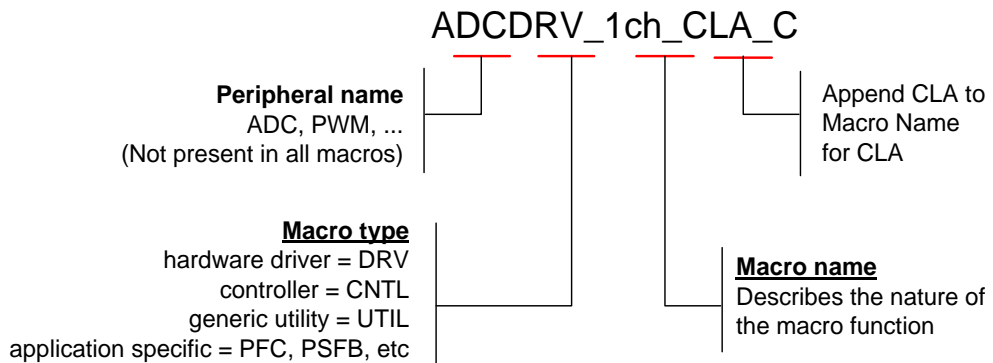 ADCDRV_1ch_CLA_C
Peripheral name
ADC, PWM, ...
(Not present in all macros)
Append CLA to
Macro Name
for CLA
Macro type
hardware driver = DRV
controller = CNTL
generic utility = UTIL
application specific = PFC, PSFB, etc
Macro name
Describes the nature of
the macro function